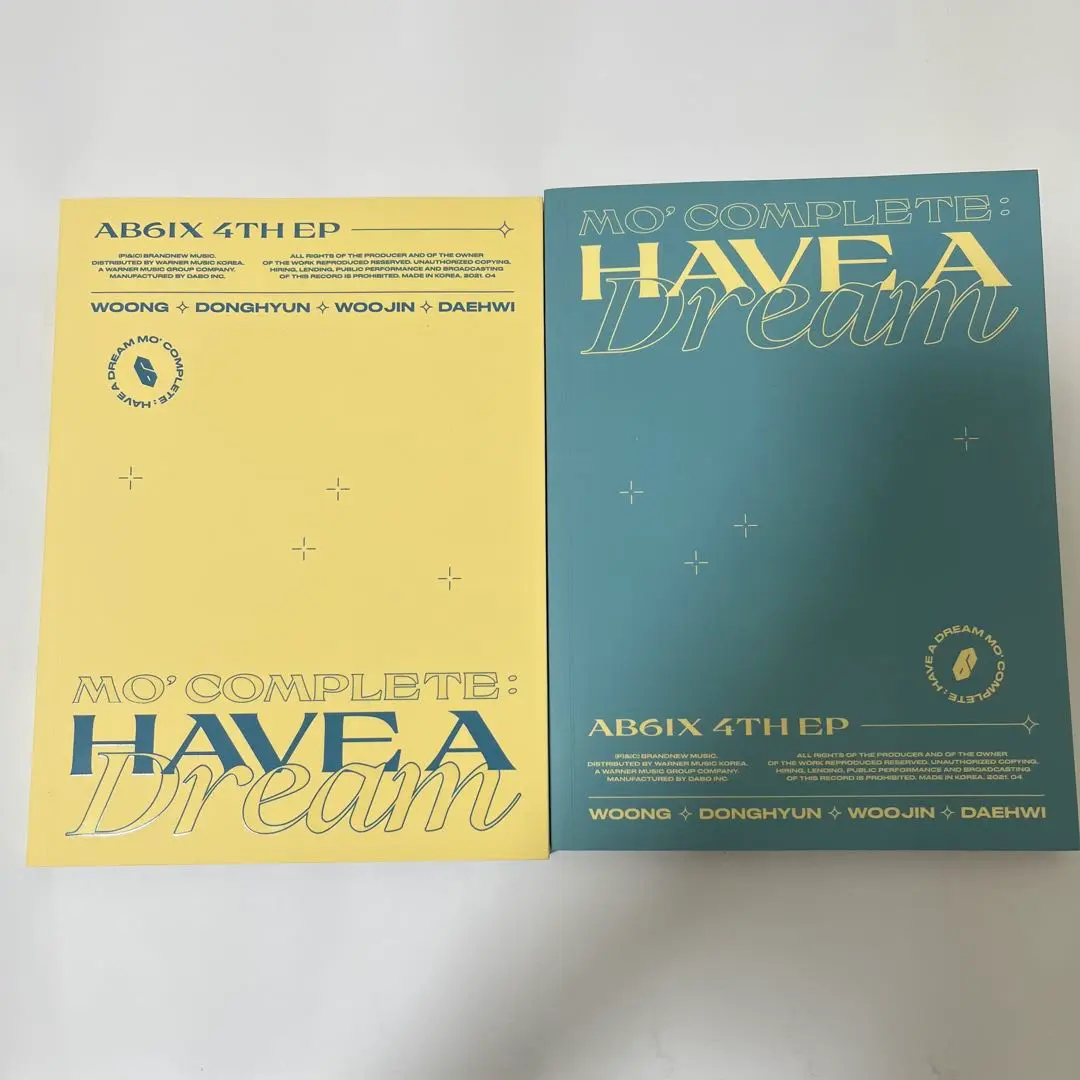 AB6IX 4TH EP
(P)&(C) BRANDNEW MUSIC.
DISTRIBUTED BY WARNER MUSIC KOREA.
A WARNER MUSIC GROUP COMPANY.
MANUFACTURED BY DABO INC.
ALL RIGHTS OF THE PRODUCER AND OF THE OWNER
OF THE WORK REPRODUCED RESERVED. UNAUTHORIZED COPYING,
HIRING, LENDING, PUBLIC PERFORMANCE AND BROADCASTING
OF THIS RECORD IS PROHIBITED. MADE IN KOREA. 2021. 04
WOONG DONGHYUN WOOJIN DAEHWI
HAVE A DREAM MO' COMPLETE :
6
MO' COMPLETE :
HAVE A
Dream
MO' COMPLETE :
HAVE A
Dream
HAVE A DREAM MO' COMPLETE :
6
AB6IX 4TH EP
(P)&(C) BRANDNEW MUSIC.
DISTRIBUTED BY WARNER MUSIC KOREA.
A WARNER MUSIC GROUP COMPANY.
MANUFACTURED BY DABO INC.
ALL RIGHTS OF THE PRODUCER AND OF THE OWNER
OF THE WORK REPRODUCED RESERVED. UNAUTHORIZED COPYING,
HIRING, LENDING, PUBLIC PERFORMANCE AND BROADCASTING
OF THIS RECORD IS PROHIBITED. MADE IN KOREA. 2021. 04
WOONG DONGHYUN WOOJIN DAEHWI